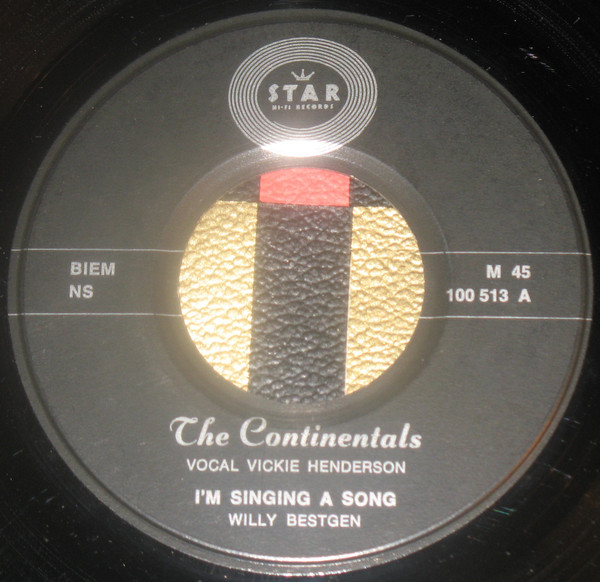 STAR
HI-FI RECORDS
BIEM
NS
M 45
100 513 A
The Continentals
VOCAL VICKIE HENDERSON
I'M SINGING A SONG
WILLY BESTGEN